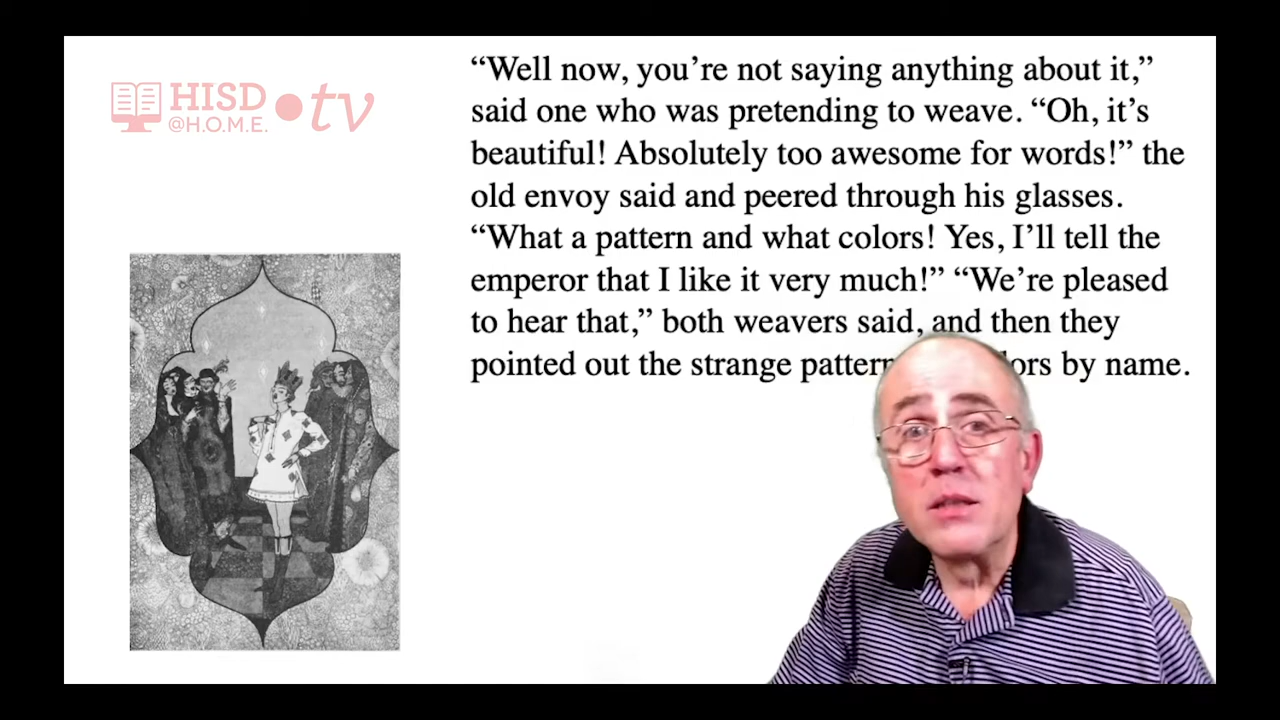 HISD
@H.O.M.E.
tv
“Well now, you’re not saying anything about it,”
said one who was pretending to weave. “Oh, it’s
beautiful! Absolutely too awesome for words!” the
old envoy said and peered through his glasses.
“What a pattern and what colors! Yes, I’ll tell the
emperor that I like it very much!” “We’re pleased
to hear that,” both weavers said, and then they
pointed out the strange by name.